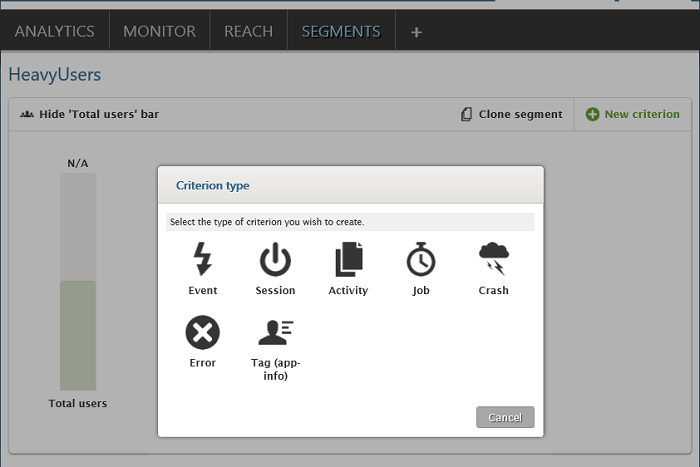 ANALYTICS MONITOR REACH SEGMENTS +
HeavyUsers
Hide 'Total users' bar Clone segment New criterion
N/A
Criterion type
Select the type of criterion you wish to create.
Event Session Activity Job Crash
Error Tag (app-
info)
Total users
Cancel